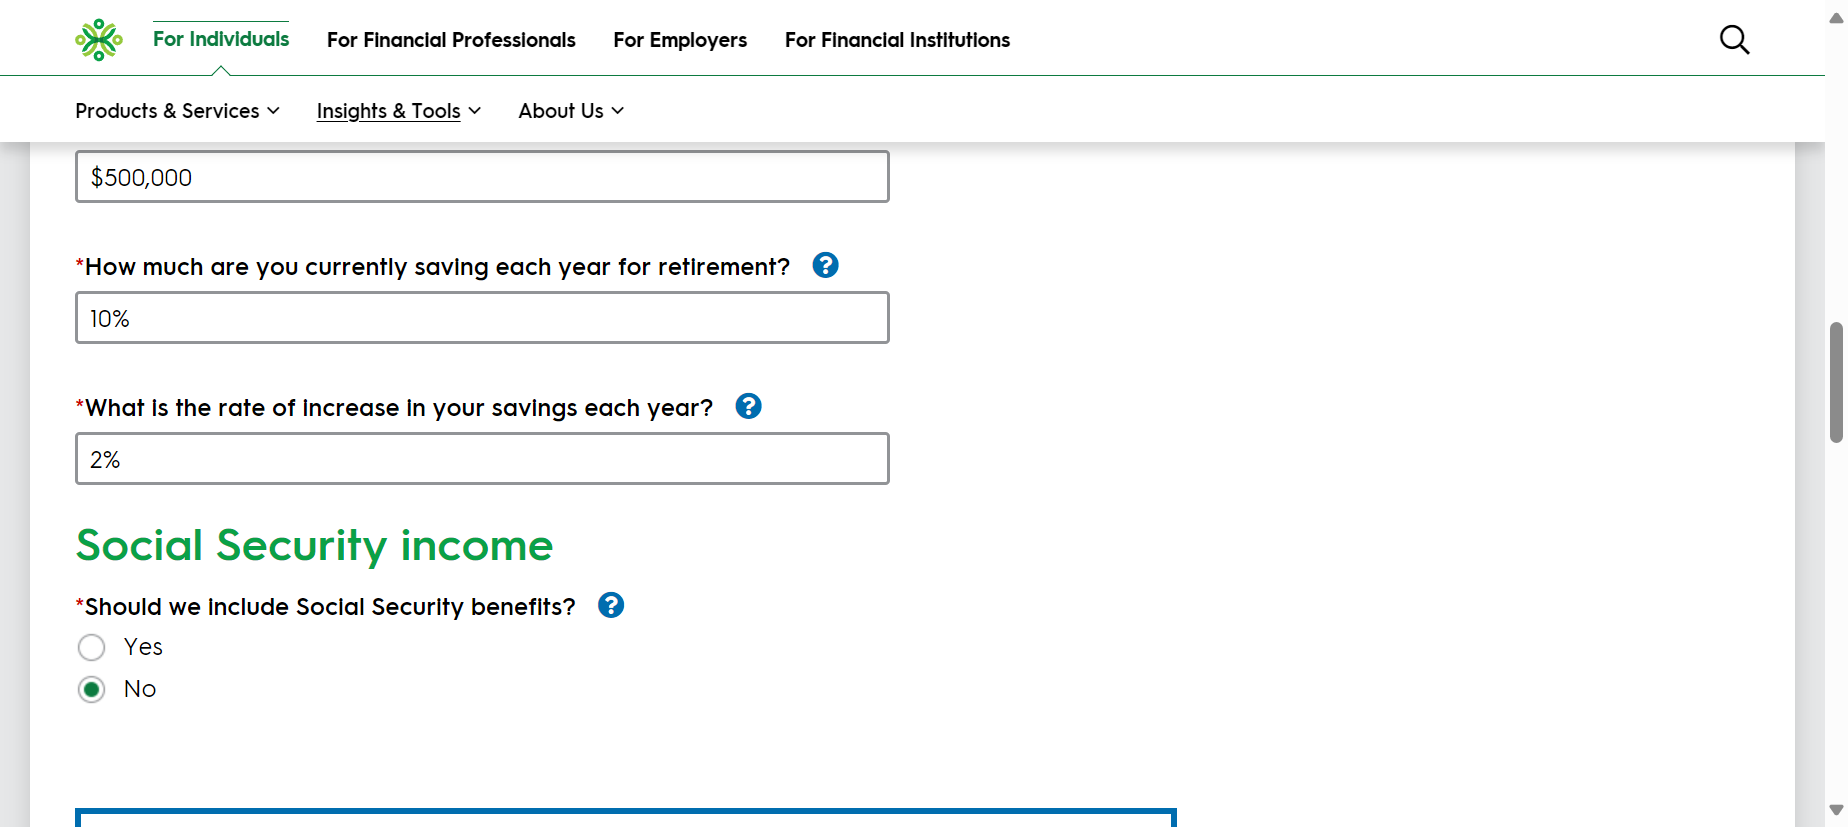 For Individuals
For Financial Professionals
For Employers
For Financial Institutions
Products & Services
Insights & Tools
About Us
$500,000
*How much are you currently saving each year for retirement? ?
10%
*What is the rate of increase in your savings each year? ?
2%
Social Security income
*Should we include Social Security benefits? ?
Yes
No